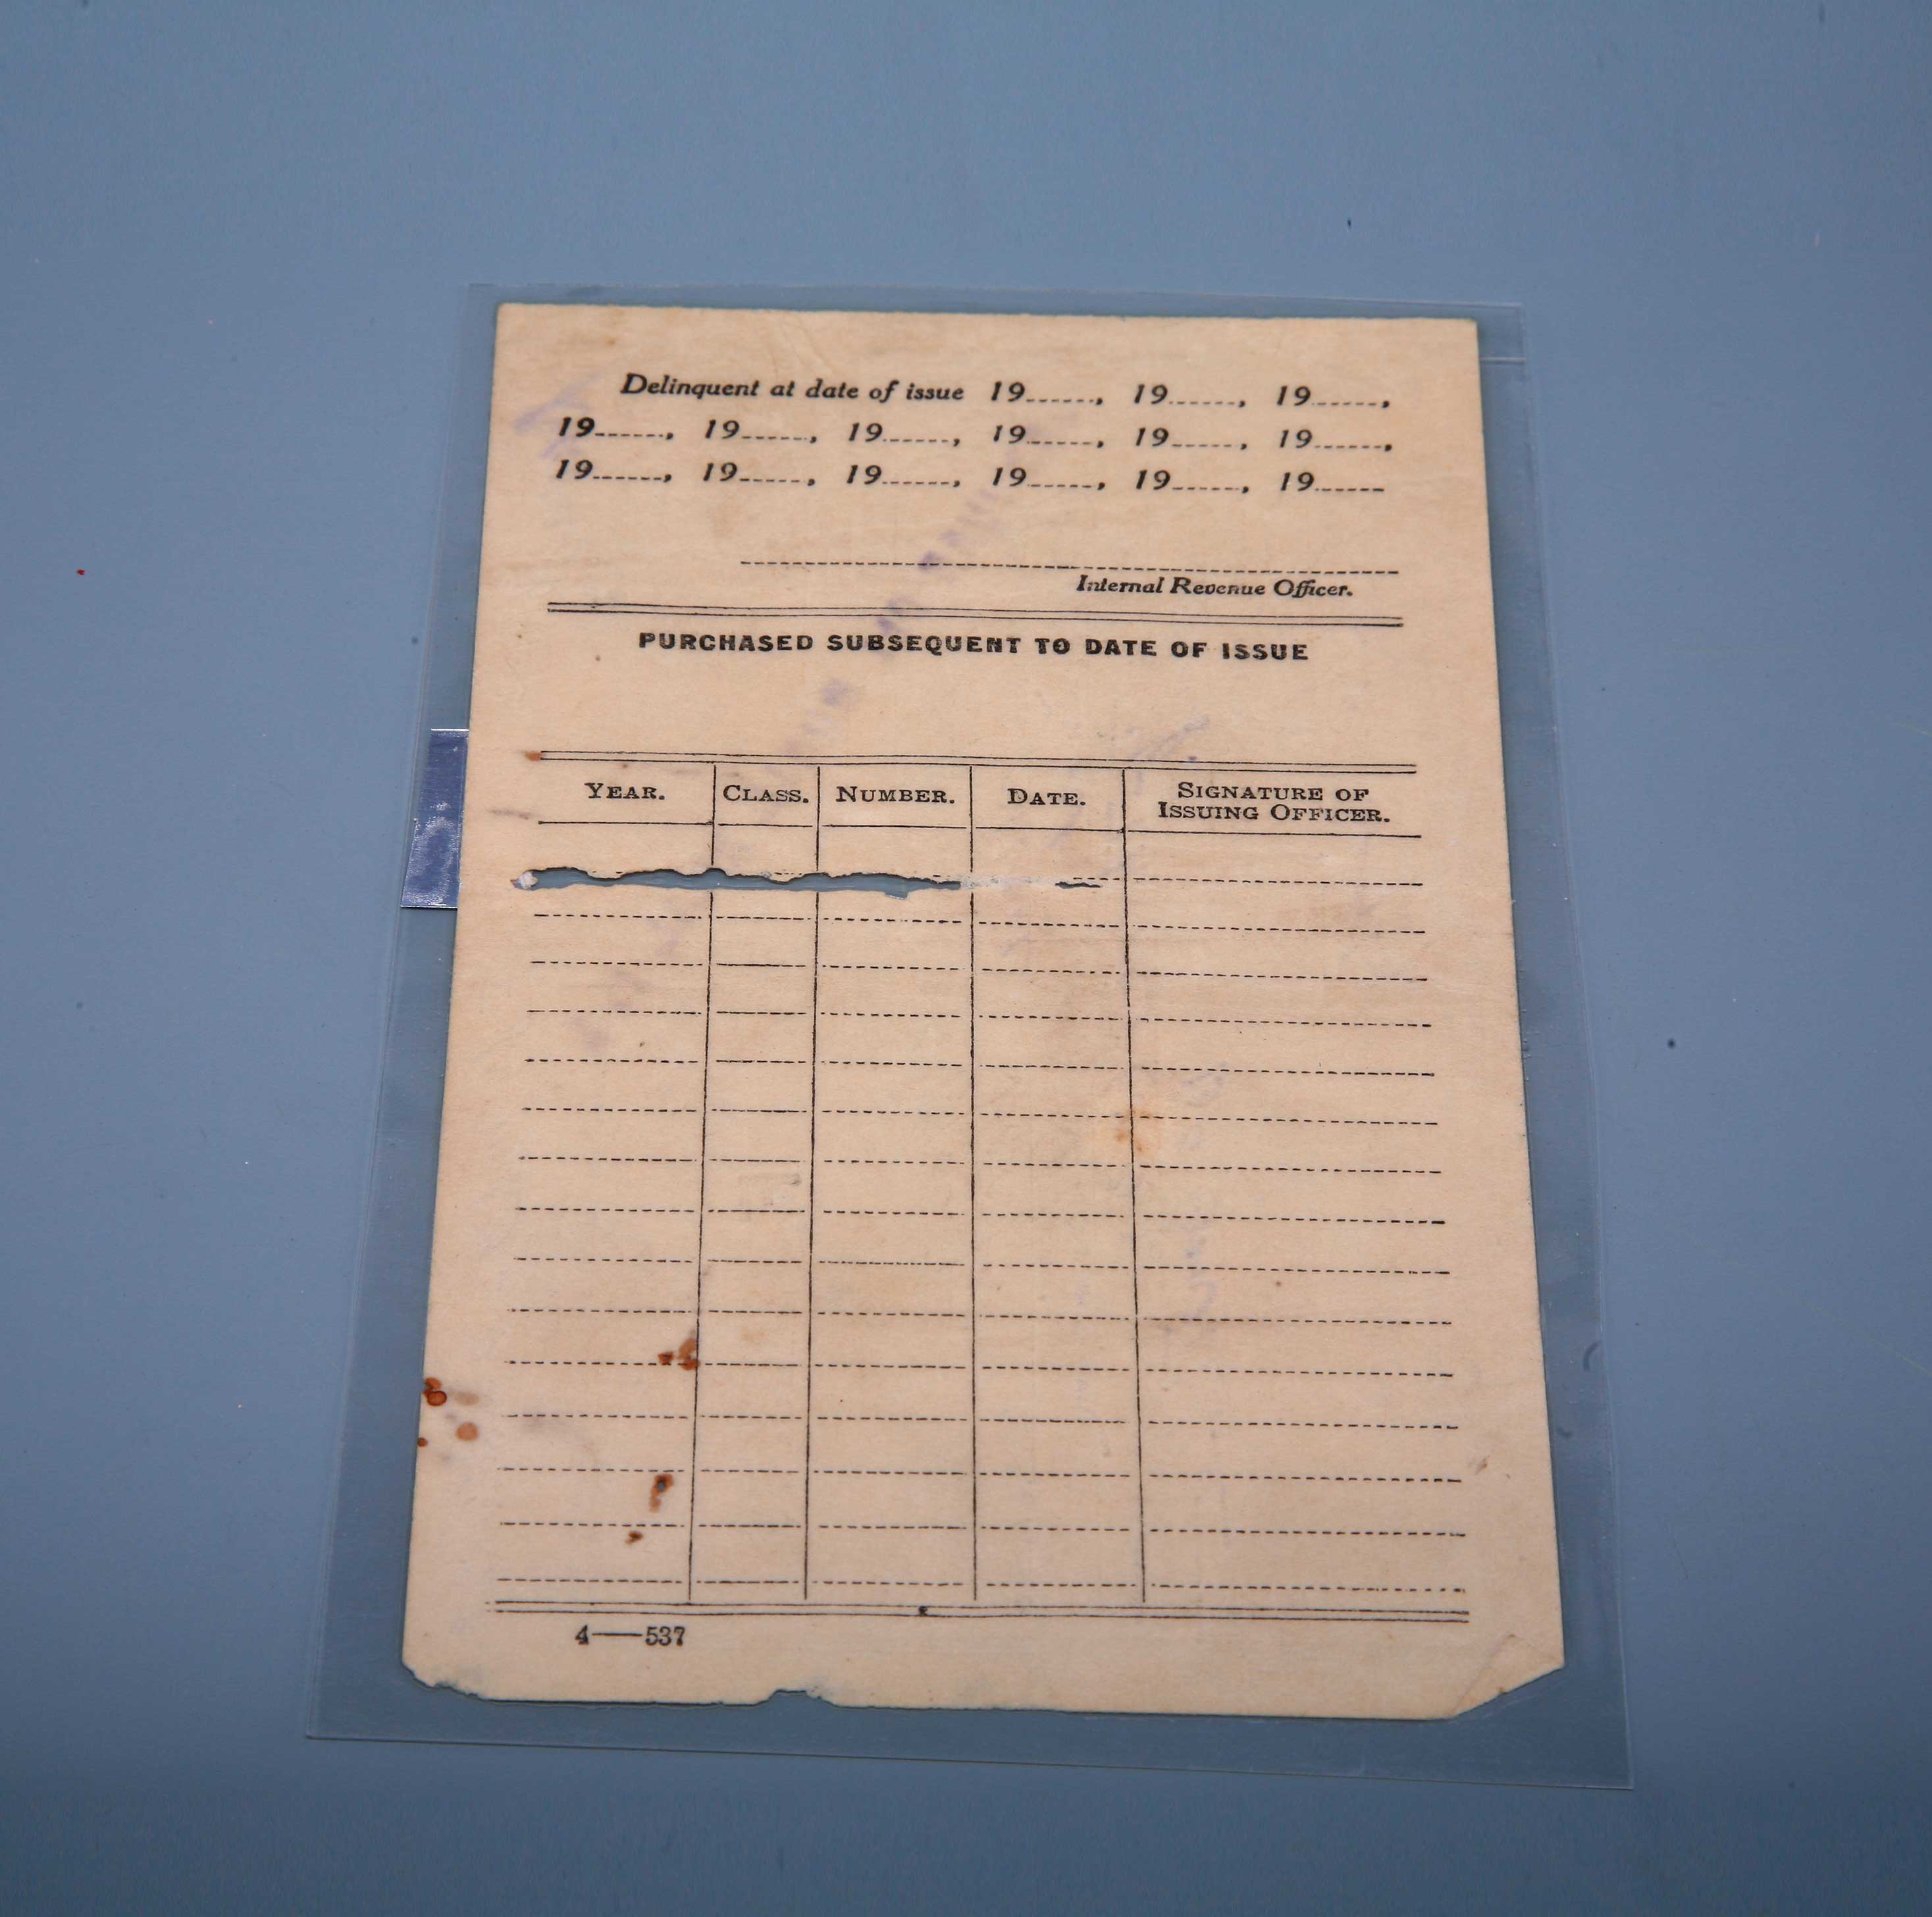 Delinquent at date of issue 19......, 19......, 19......,
19......, 19......, 19......, 19......, 19......, 19......,
19......, 19......, 19......, 19......, 19......, 19......
Internal Revenue Officer.
PURCHASED SUBSEQUENT TO DATE OF ISSUE
YEAR. CLASS. NUMBER. DATE. SIGNATURE OF
ISSUING OFFICER.
4——537